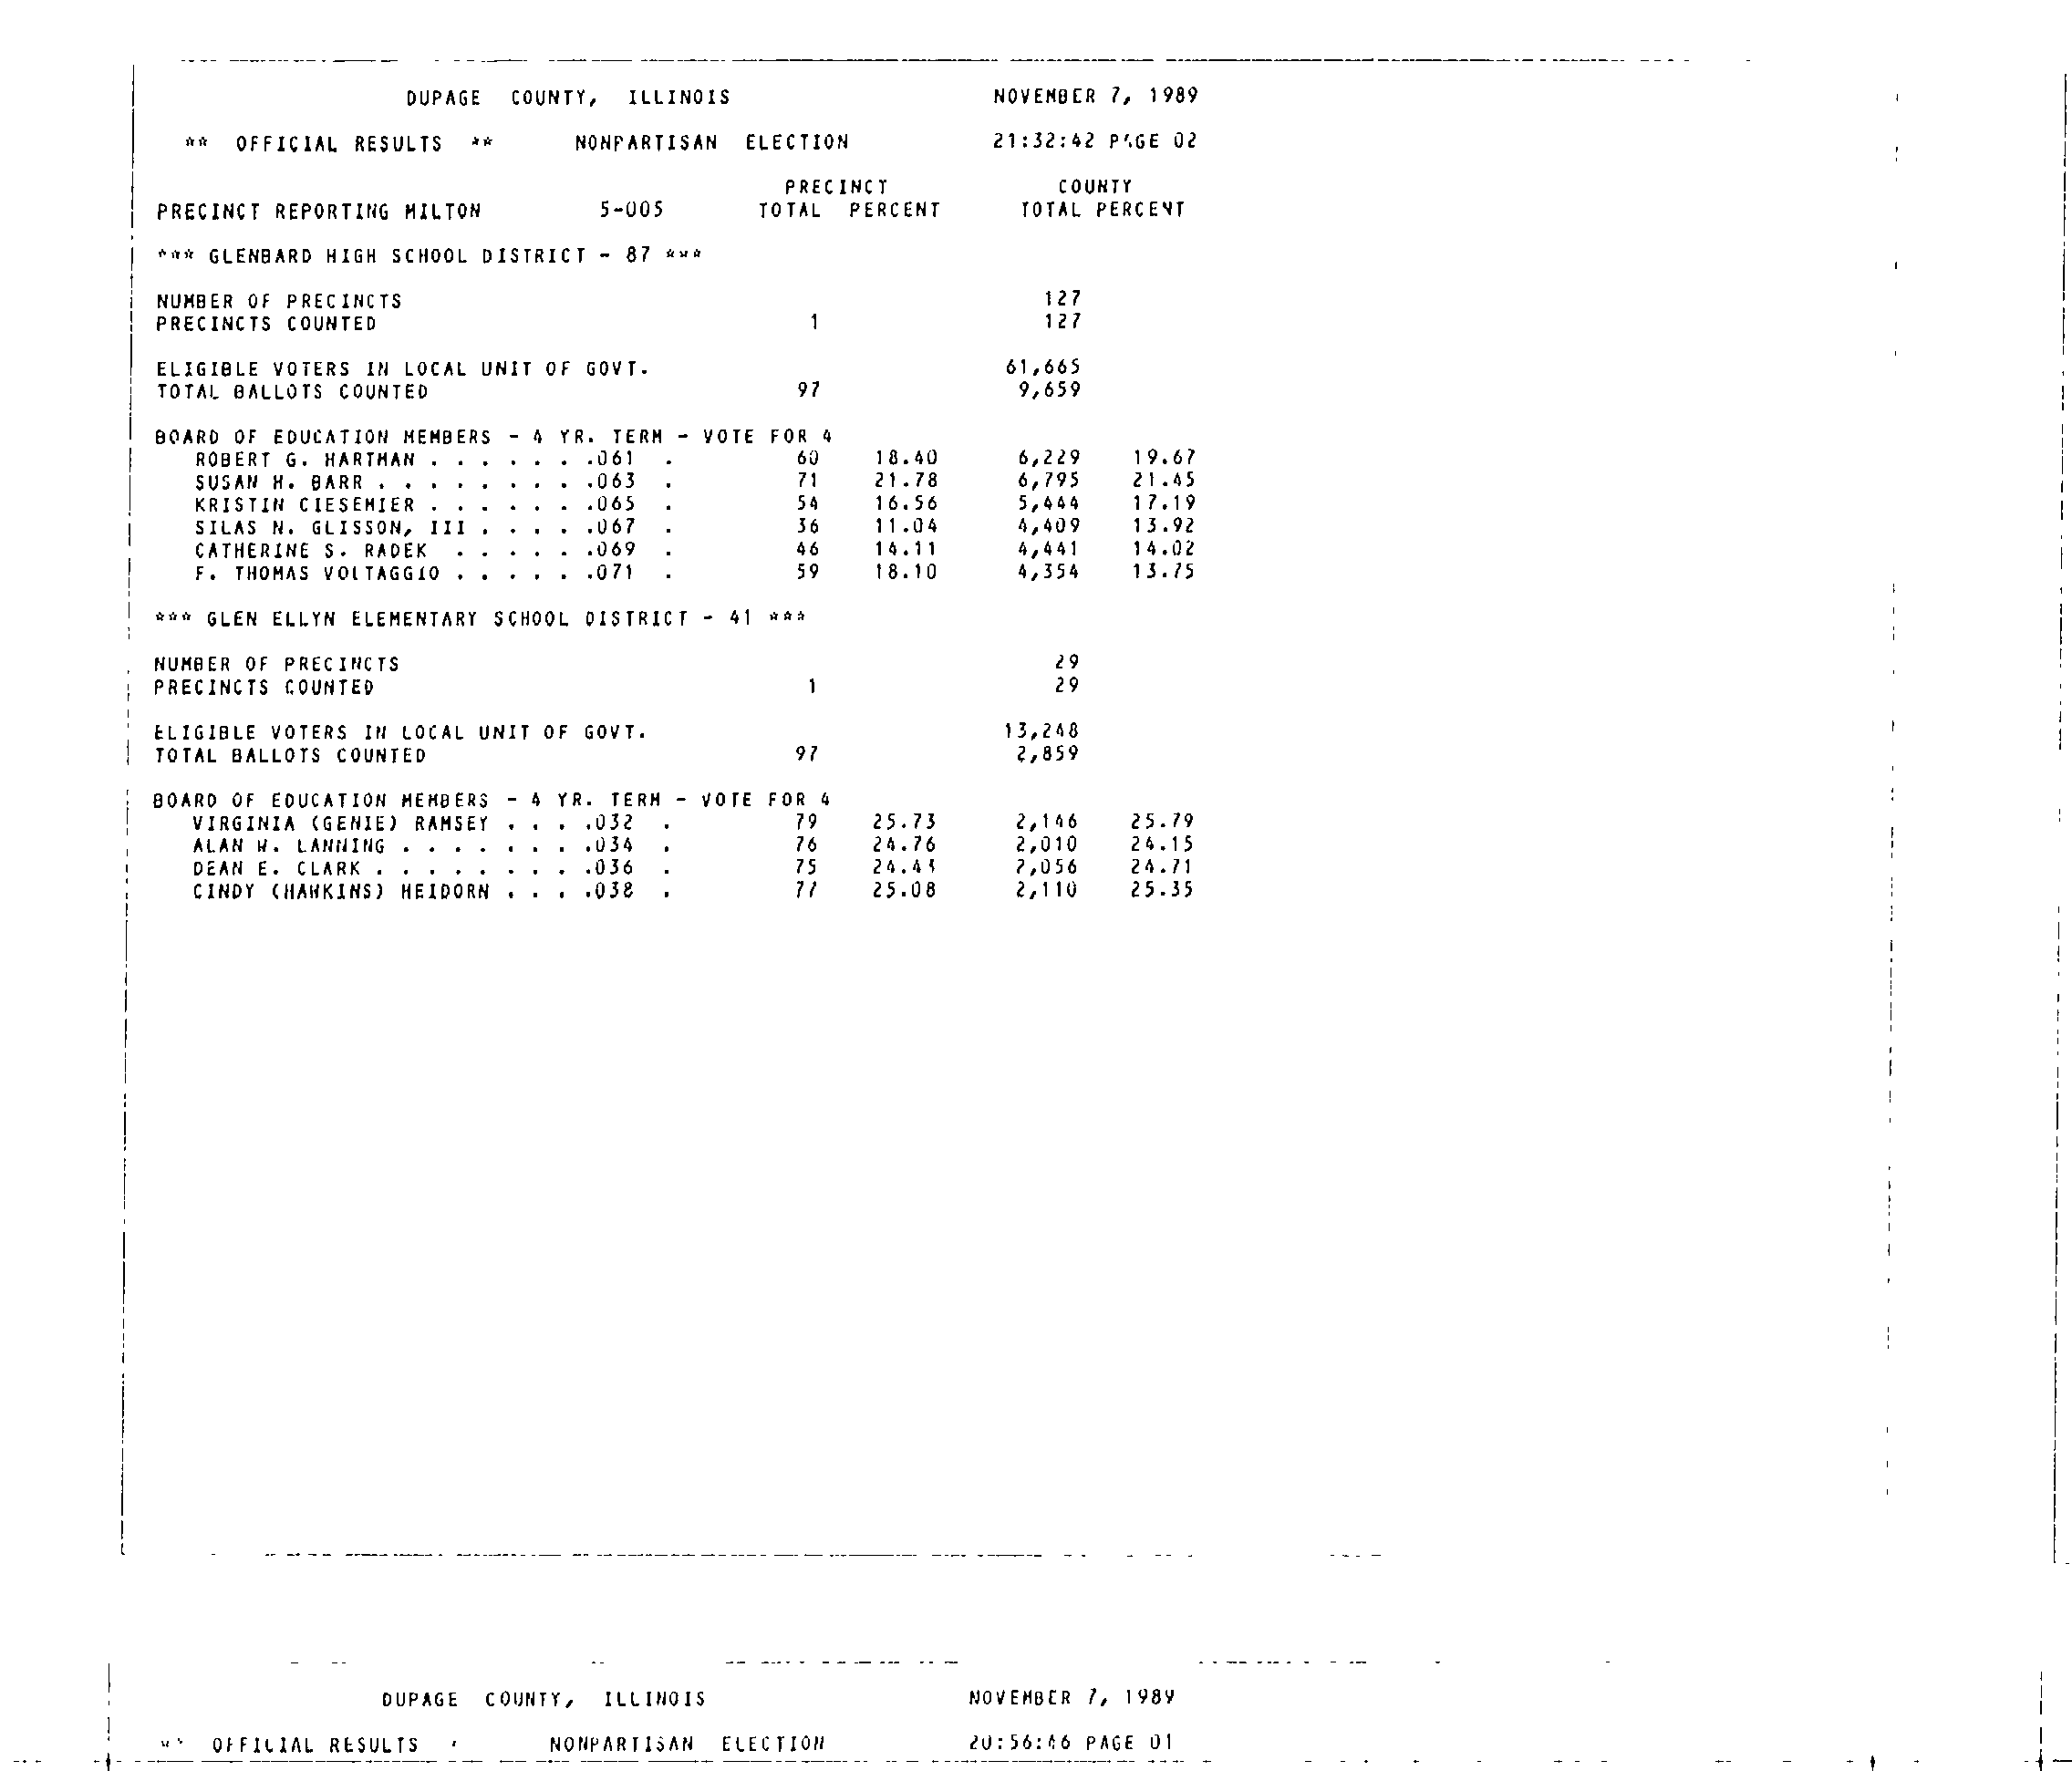 DUPAGE COUNTY, ILLINOIS NOVEMBER 7, 1989
** OFFICIAL RESULTS ** NONPARTISAN ELECTION 21:32:42 PAGE 02
PRECINCT COUNTY
PRECINCT REPORTING MILTON 5-005 TOTAL PERCENT TOTAL PERCENT
*** GLENBARD HIGH SCHOOL DISTRICT - 87 ***
NUMBER OF PRECINCTS 127
PRECINCTS COUNTED 1 127
ELIGIBLE VOTERS IN LOCAL UNIT OF GOVT. 61,665
TOTAL BALLOTS COUNTED 97 9,659
BOARD OF EDUCATION MEMBERS - 4 YR. TERM - VOTE FOR 4
ROBERT G. HARTMAN . . . . . . .061 . 60 18.40 6,229 19.67
SUSAN H. BARR . . . . . . . . .063 . 71 21.78 6,795 21.45
KRISTIN CIESEMIER . . . . . . .065 . 54 16.56 5,444 17.19
SILAS N. GLISSON, III . . . . .067 . 36 11.04 4,409 13.92
CATHERINE S. RADEK . . . . . .069 . 46 14.11 4,441 14.02
F. THOMAS VOLTAGGIO . . . . . .071 . 59 18.10 4,354 13.75
*** GLEN ELLYN ELEMENTARY SCHOOL DISTRICT - 41 ***
NUMBER OF PRECINCTS 29
PRECINCTS COUNTED 1 29
ELIGIBLE VOTERS IN LOCAL UNIT OF GOVT. 13,248
TOTAL BALLOTS COUNTED 97 2,859
BOARD OF EDUCATION MEMBERS - 4 YR. TERM - VOTE FOR 4
VIRGINIA (GENIE) RAMSEY . . . .032 . 79 25.73 2,146 25.79
ALAN W. LANNING . . . . . . . .034 . 76 24.76 2,010 24.15
DEAN E. CLARK . . . . . . . . .036 . 75 24.43 2,056 24.71
CINDY (HAWKINS) HEIDORN . . . .038 . 77 25.08 2,110 25.35
DUPAGE COUNTY, ILLINOIS NOVEMBER 7, 1989
OFFICIAL RESULTS NONPARTISAN ELECTION 20:56:46 PAGE 01